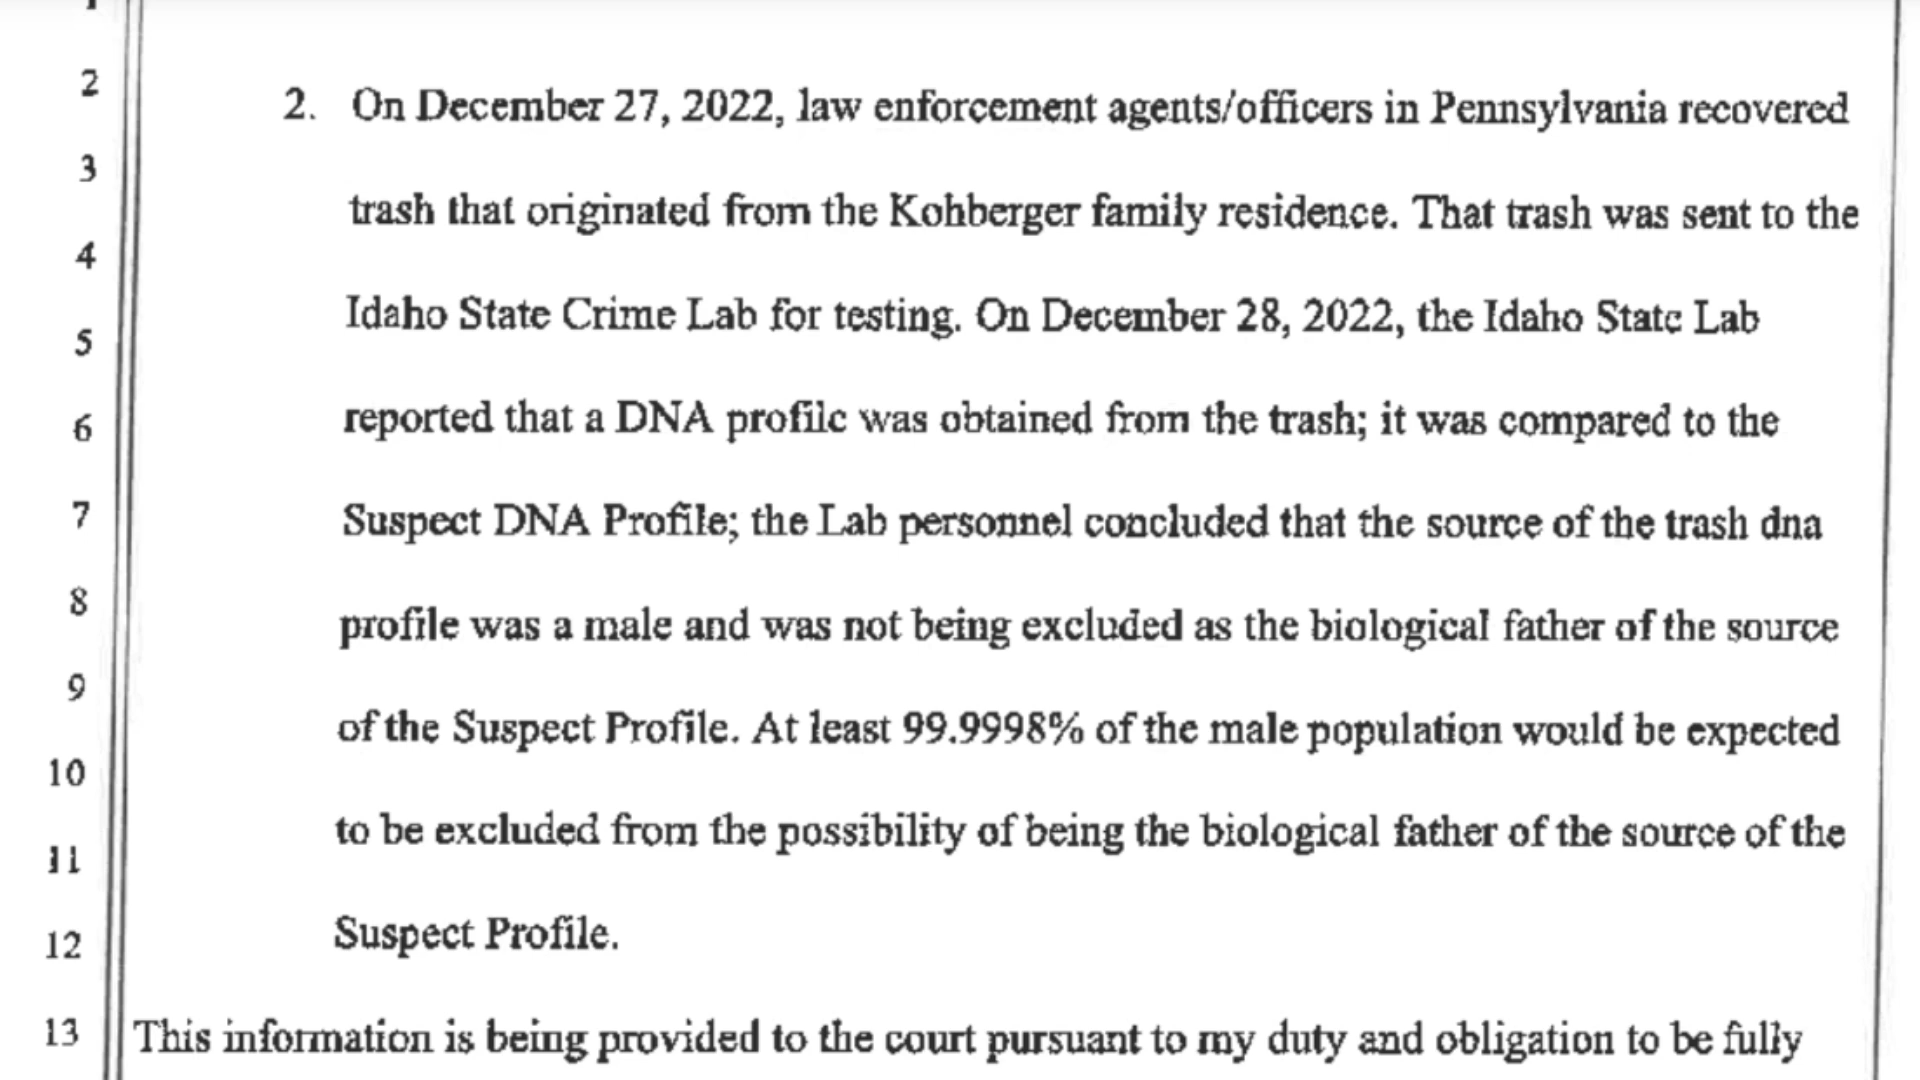 2
2. On December 27, 2022, law enforcement agents/officers in Pennsylvania recovered
3
trash that originated from the Kohberger family residence. That trash was sent to the
4
Idaho State Crime Lab for testing. On December 28, 2022, the Idaho State Lab
5
reported that a DNA profile was obtained from the trash; it was compared to the
6
Suspect DNA Profile; the Lab personnel concluded that the source of the trash dna
7
profile was a male and was not being excluded as the biological father of the source
8
9
of the Suspect Profile. At least 99.9998% of the male population would be expected
10
to be excluded from the possibility of being the biological father of the source of the
11
Suspect Profile.
12
13 This information is being provided to the court pursuant to my duty and obligation to be fully